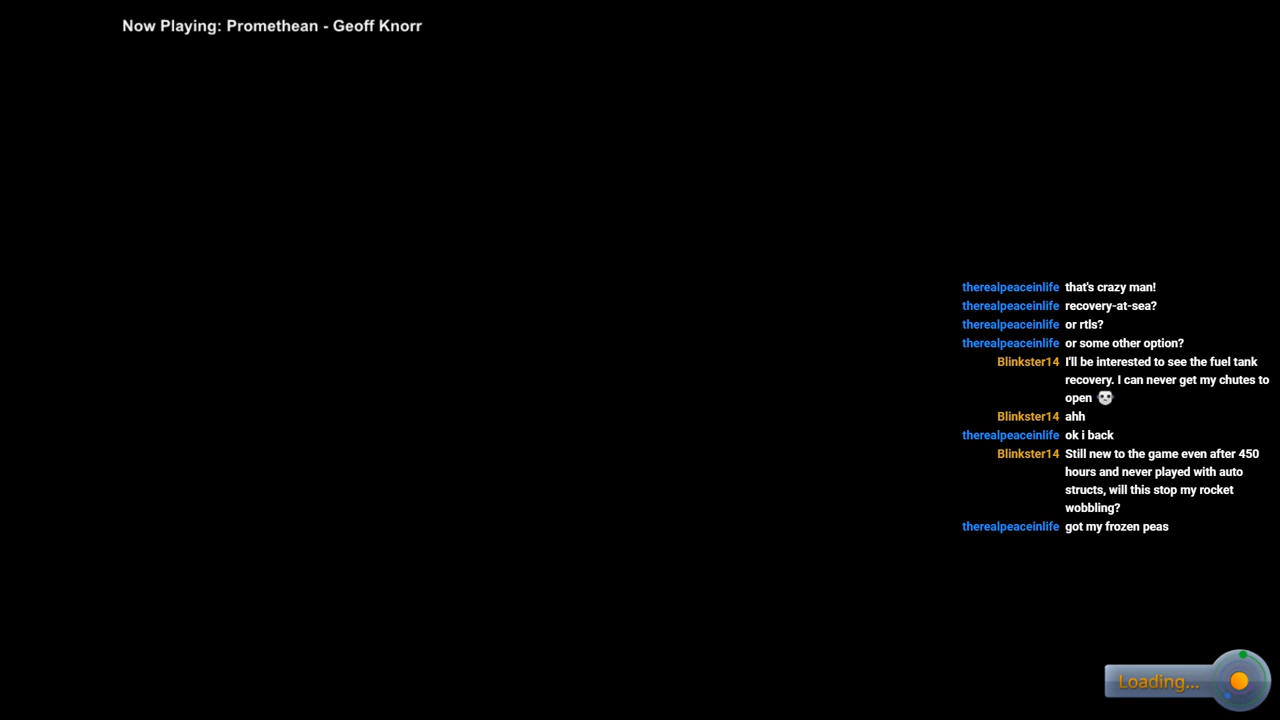 Now Playing: Promethean - Geoff Knorr
therealpeaceinlife that's crazy man!
therealpeaceinlife recovery-at-sea?
therealpeaceinlife or rtls?
therealpeaceinlife or some other option?
Blinkster14 I'll be interested to see the fuel tank
recovery. I can never get my chutes to
open
Blinkster14 ahh
therealpeaceinlife ok i back
Blinkster14 Still new to the game even after 450
hours and never played with auto
structs, will this stop my rocket
wobbling?
therealpeaceinlife got my frozen peas
Loading...